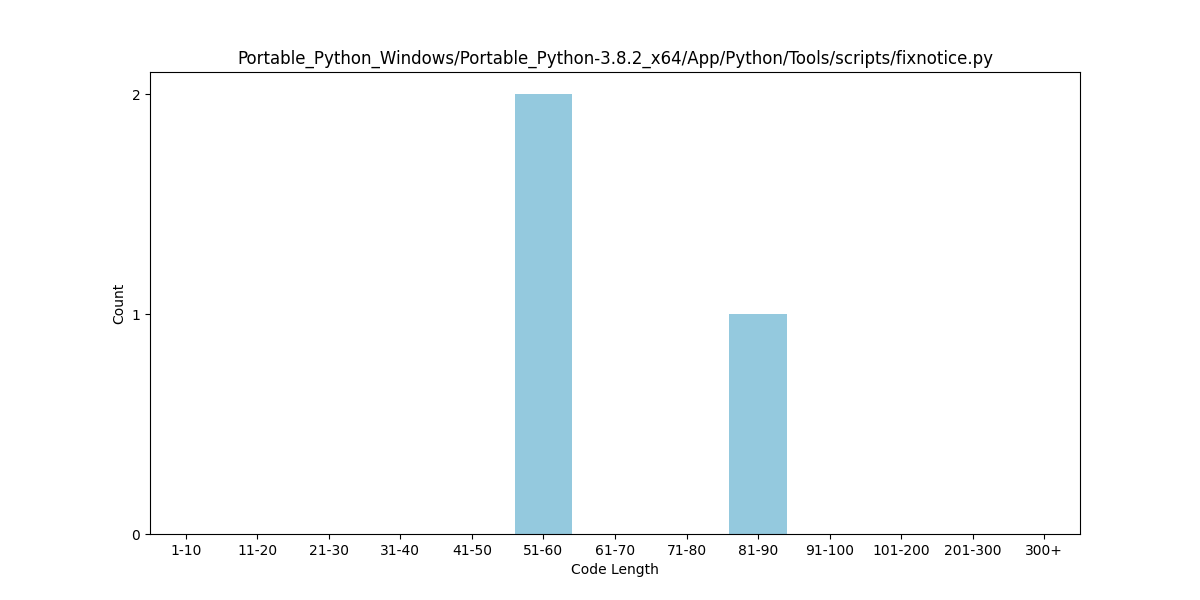 Portable_Python_Windows/Portable_Python-3.8.2_x64/App/Python/Tools/scripts/fixnotice.py
2
1
0
Count
1-10 11-20 21-30 31-40 41-50 51-60 61-70 71-80 81-90 91-100 101-200 201-300 300+
Code Length